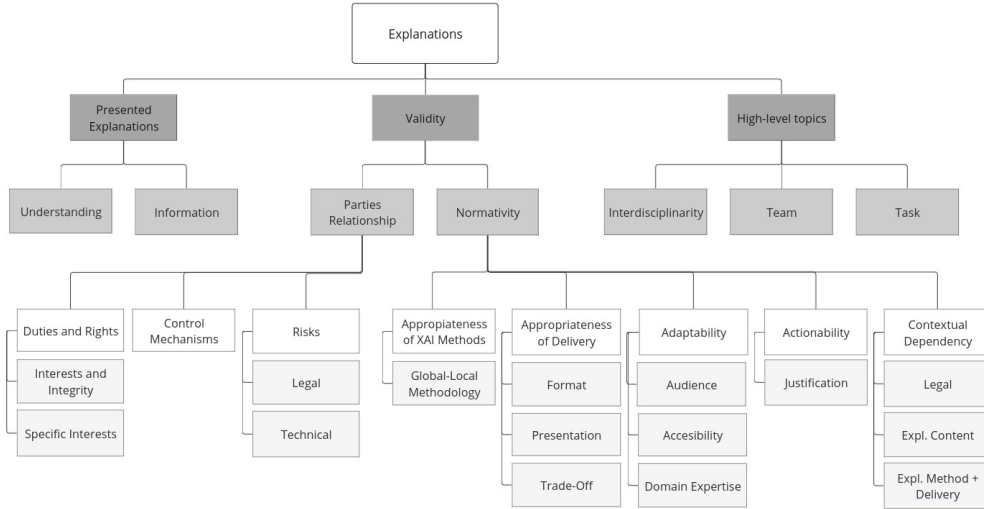 Explanations
Presented
Explanations
Validity
High-level topics
Understanding
Information
Parties
Relationship
Normativity
Interdisciplinarity
Team
Task
Duties and Rights
Control
Mechanisms
Risks
Appropiateness
of XAI Methods
Appropriateness
of Delivery
Adaptability
Actionability
Contextual
Dependency
Interests and
Integrity
Legal
Global-Local
Methodology
Format
Audience
Justification
Legal
Specific Interests
Technical
Presentation
Accesibility
Expl. Content
Trade-Off
Domain Expertise
Expl. Method +
Delivery